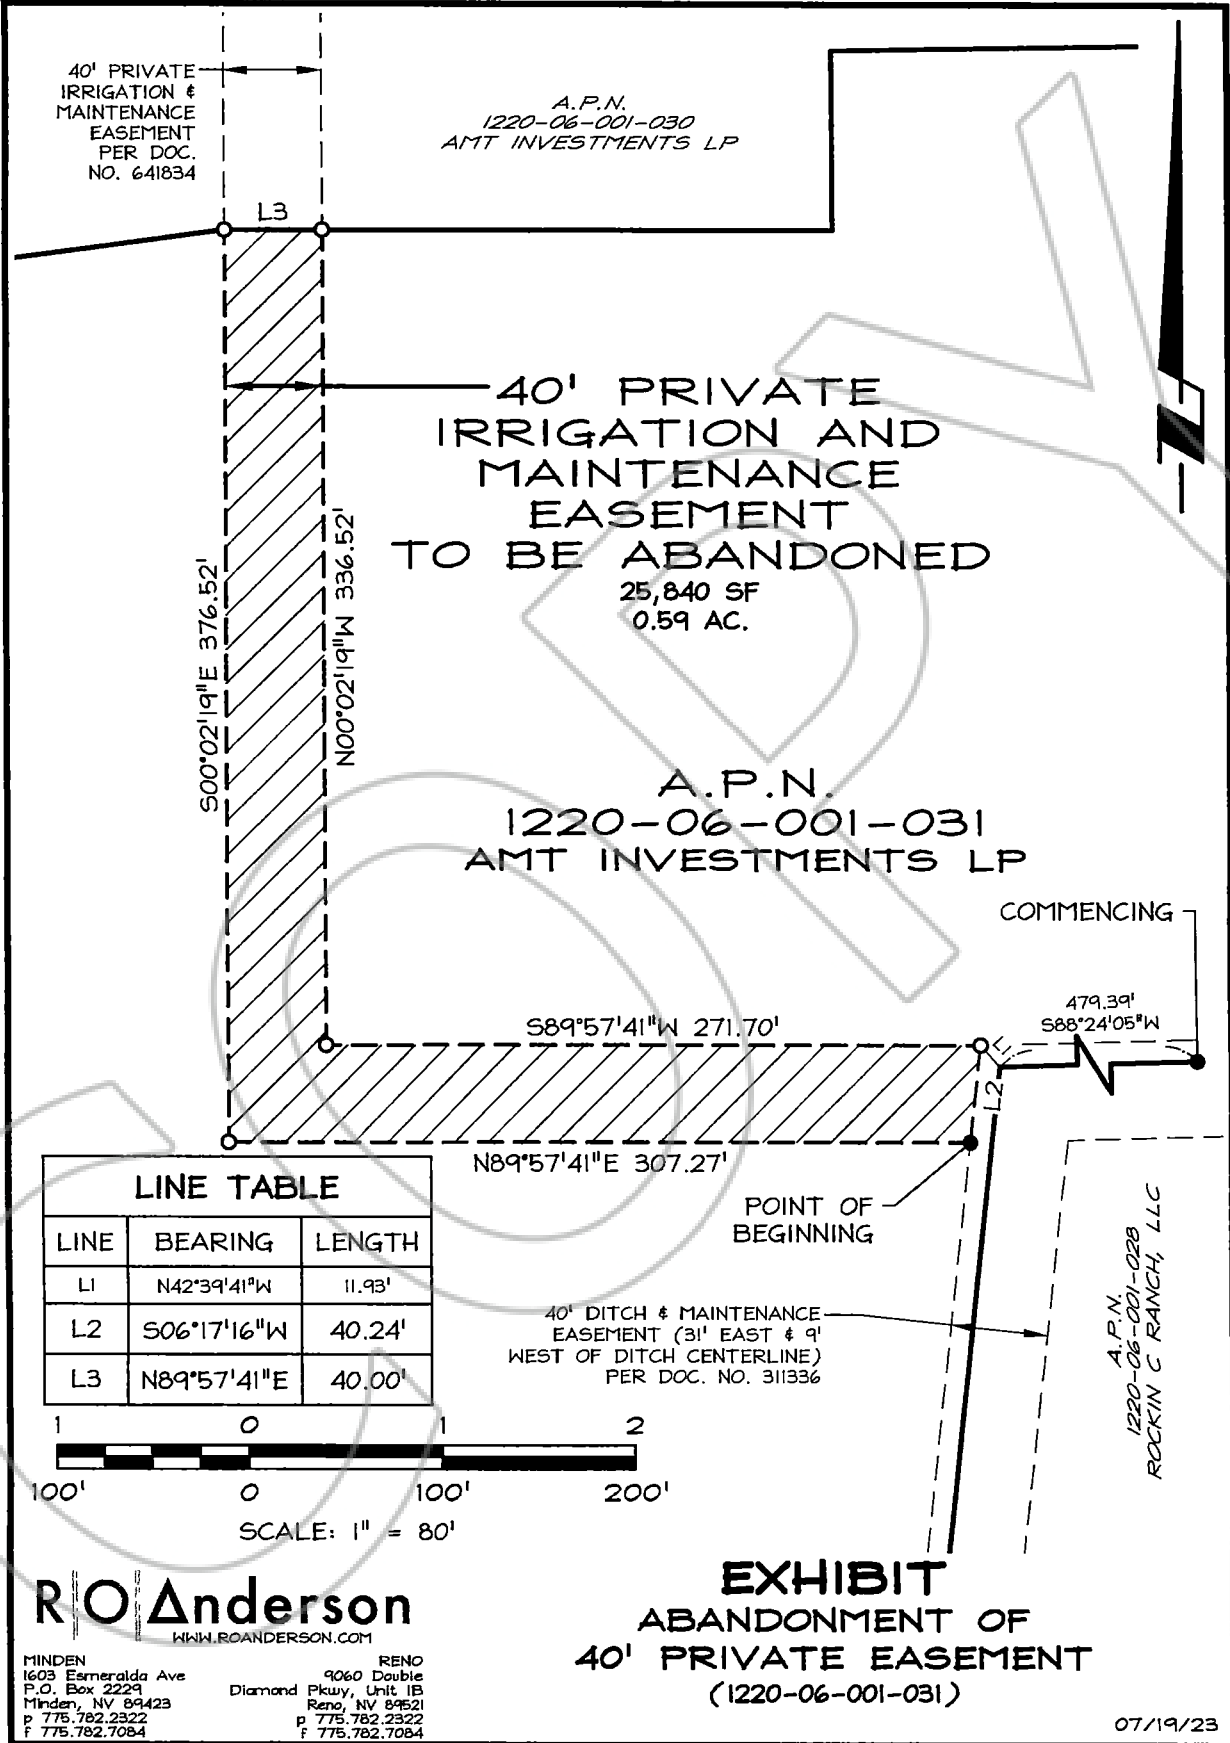 40' PRIVATE
IRRIGATION &
MAINTENANCE
EASEMENT
PER DOC.
NO. 641834
A.P.N.
1220-06-001-030
AMT INVESTMENTS LP
L3
40' PRIVATE
IRRIGATION AND
MAINTENANCE
EASEMENT
TO BE ABANDONED
25,840 SF
0.59 AC.
S00°02'19"E 376.52'
N00°02'19"W 336.52'
A.P.N.
1220-06-001-031
AMT INVESTMENTS LP
COMMENCING
479.39'
S88°24'05"W
S89°57'41"W 271.70'
L2
N89°57'41"E 307.27'
POINT OF
BEGINNING
LINE TABLE
LINE BEARING LENGTH
L1 N42°39'41"W 11.93'
L2 S06°17'16"W 40.24'
L3 N89°57'41"E 40.00'
40' DITCH & MAINTENANCE
EASEMENT (31' EAST & 9'
WEST OF DITCH CENTERLINE)
PER DOC. NO. 311336
A.P.N.
1220-06-001-028
ROCKIN C RANCH, LLC
1 0 1 2
100' 0 100' 200'
SCALE: 1" = 80'
R O Anderson
WWW.ROANDERSON.COM
MINDEN
1603 Esmeralda Ave
P.O. Box 2229
Minden, NV 89423
p 775.782.2322
f 775.782.7084
RENO
9060 Double
Diamond Pkwy, Unit 1B
Reno, NV 89521
p 775.782.2322
f 775.782.7084
EXHIBIT
ABANDONMENT OF
40' PRIVATE EASEMENT
(1220-06-001-031)
07/19/23
COPY